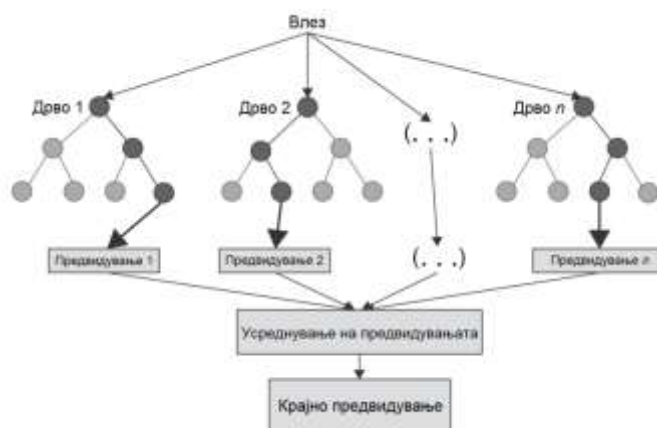 Влез
Дрво 1
Дрво 2
(. . .)
Дрво n
Предвидување 1
Предвидување 2
(. . .)
Предвидување n
Усреднување на предвидувањата
Крајно предвидување